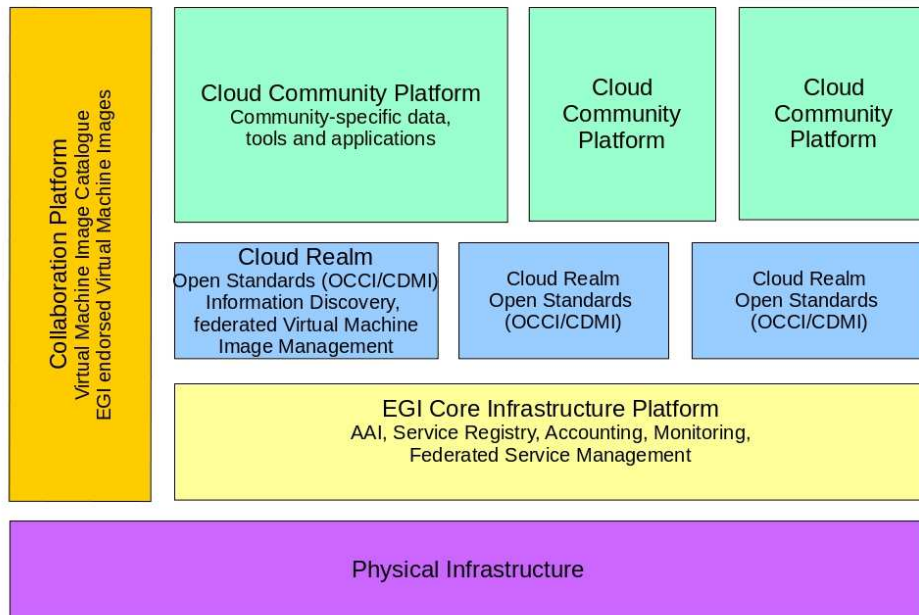 Collaboration Platform
Virtual Machine Image Catalogue
EGI endorsed Virtual Machine Images
Cloud Community Platform
Community-specific data,
tools and applications
Cloud
Community
Platform
Cloud
Community
Platform
Cloud Realm
Open Standards (OCCI/CDMI)
Information Discovery,
federated Virtual Machine
Image Management
Cloud Realm
Open Standards
(OCCI/CDMI)
Cloud Realm
Open Standards
(OCCI/CDMI)
EGI Core Infrastructure Platform
AAI, Service Registry, Accounting, Monitoring,
Federated Service Management
Physical Infrastructure